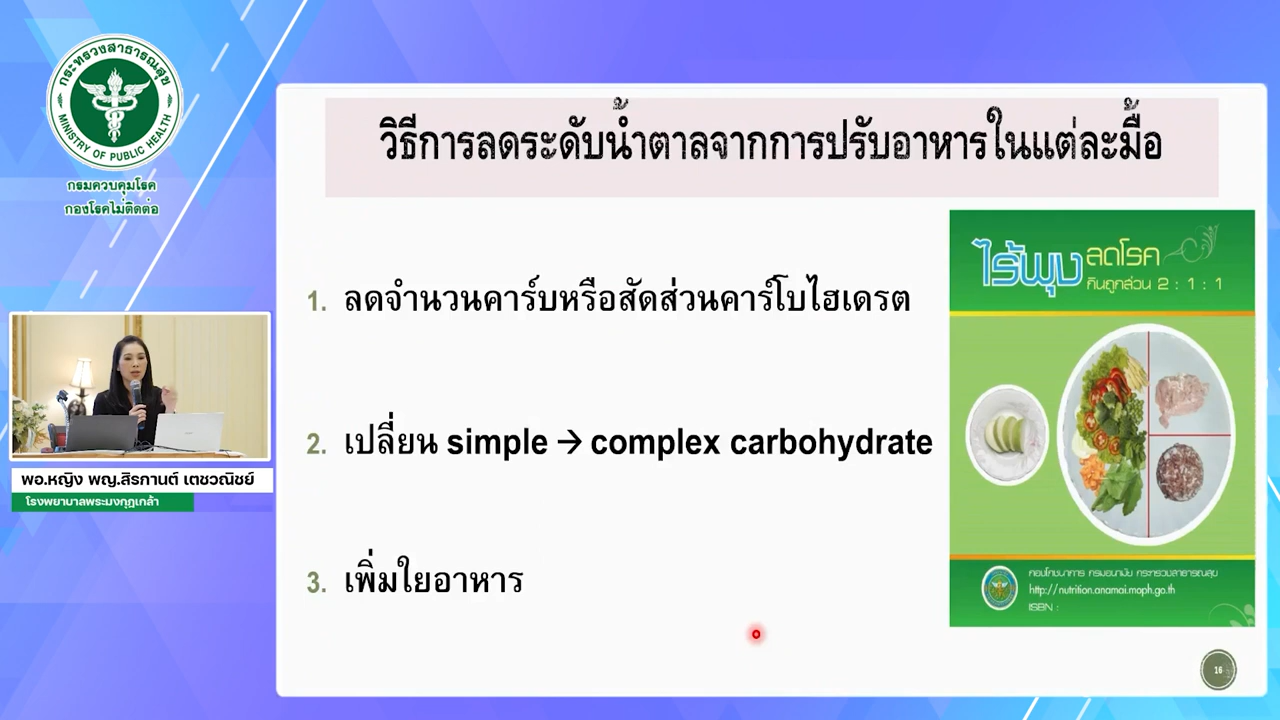 กระทรวงสาธารณสุข
MINISTRY OF PUBLIC HEALTH
กรมควบคุมโรค
กองโรคไม่ติดต่อ
วิธีการลดระดับน้ำตาลจากการปรับอาหารในแต่ละมื้อ
1. ลดจำนวนคาร์บหรือสัดส่วนคาร์โบไฮเดรต
2. เปลี่ยน simple → complex carbohydrate
3. เพิ่มใยอาหาร
ไร้พุง ลดโรค
กินถูกส่วน 2 : 1 : 1
กองโภชนาการ กรมอนามัย กระทรวงสาธารณสุข
http://nutrition.anamai.moph.go.th
ISBN :
16
พอ.หญิง พญ.สิรกานต์ เตชวณิชย์
โรงพยาบาลพระมงกุฎเกล้า